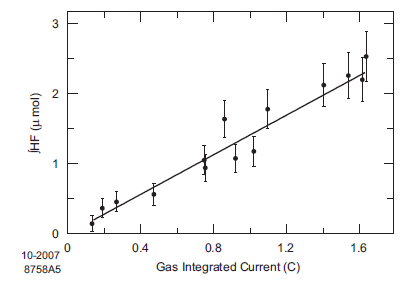 3
2
1
0
∫HF (μ mol)
0 0.4 0.8 1.2 1.6
Gas Integrated Current (C)
10-2007
8758A5